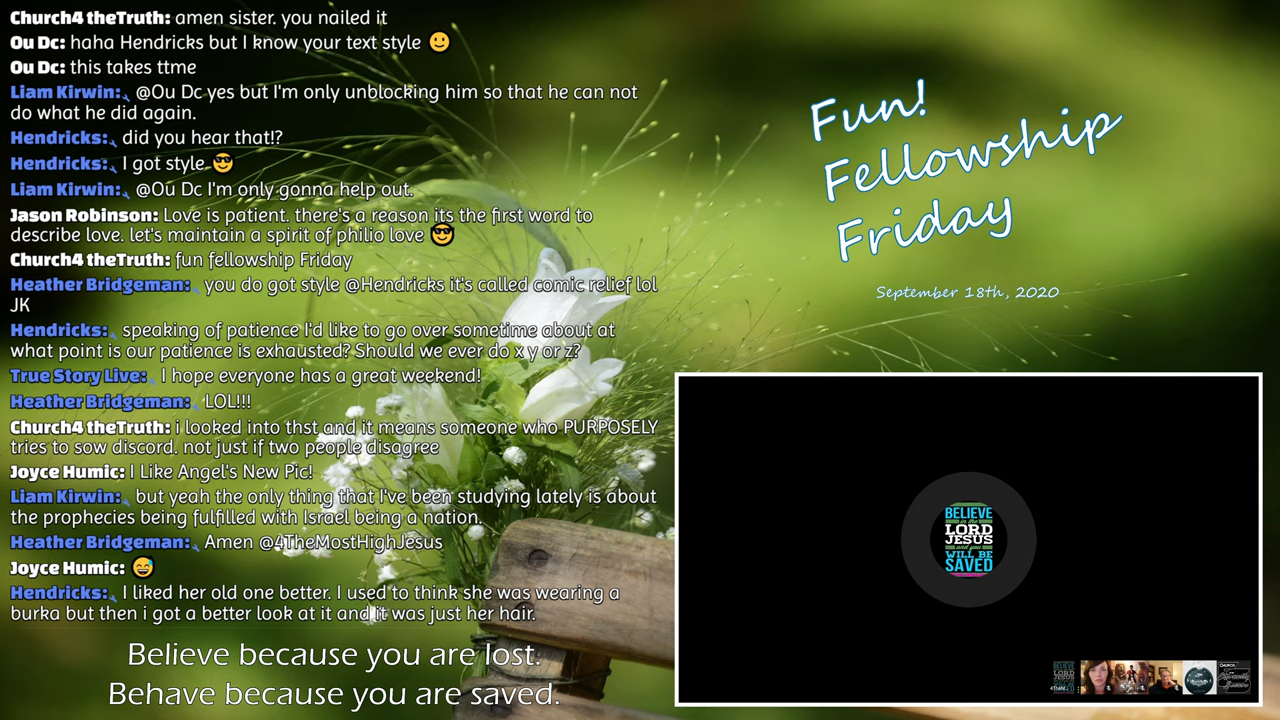 Church4 theTruth: amen sister. you nailed it
Ou Dc: haha Hendricks but I know your text style 🙂
Ou Dc: this takes ttme
Liam Kirwin: @Ou Dc yes but I'm only unblocking him so that he can not
do what he did again.
Hendricks: did you hear that!?
Hendricks: I got style 😎
Liam Kirwin: @Ou Dc I'm only gonna help out.
Jason Robinson: Love is patient. there's a reason its the first word to
describe love. let's maintain a spirit of philio love 😎
Church4 theTruth: fun fellowship Friday
Heather Bridgeman: you do got style @Hendricks it's called comic relief lol
JK
Hendricks: speaking of patience I'd like to go over sometime about at
what point is our patience is exhausted? Should we ever do x y or z?
True Story Live: I hope everyone has a great weekend!
Heather Bridgeman: LOL!!!
Church4 theTruth: i looked into thst and it means someone who PURPOSELY
tries to sow discord. not just if two people disagree
Joyce Humic: I Like Angel's New Pic!
Liam Kirwin: but yeah the only thing that I've been studying lately is about
the prophecies being fulfilled with Israel being a nation.
Heather Bridgeman: Amen @4TheMostHighJesus
Joyce Humic: 😅
Hendricks: I liked her old one better. I used to think she was wearing a
burka but then i got a better look at it and it was just her hair.
Believe because you are lost.
Behave because you are saved.
Fun!
Fellowship
Friday
September 18th, 2020
BELIEVE
in the
LORD
JESUS
and you
WILL BE
SAVED